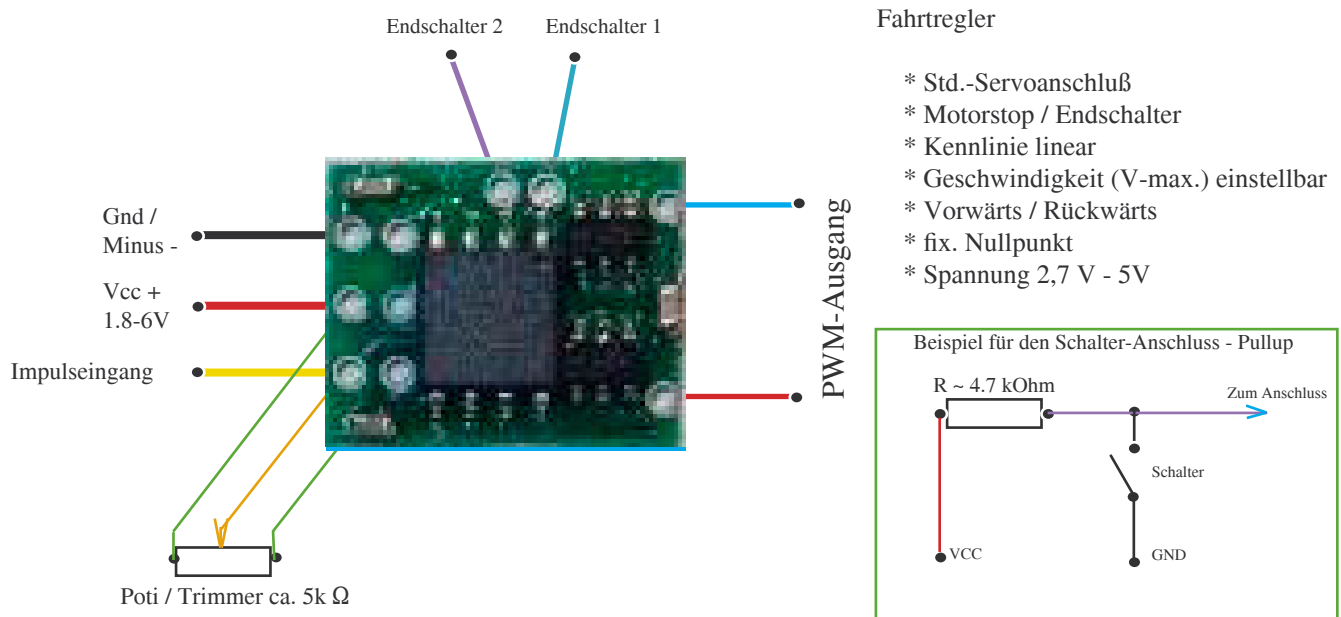 Endschalter 2
Endschalter 1
Gnd /
Minus -
Vcc +
1.8-6V
Impulseingang
Poti / Trimmer ca. 5k Ω
PWM-Ausgang
Fahrtregler
* Std.-Servoanschluß
* Motorstop / Endschalter
* Kennlinie linear
* Geschwindigkeit (V-max.) einstellbar
* Vorwärts / Rückwärts
* fix. Nullpunkt
* Spannung 2,7 V - 5V
Beispiel für den Schalter-Anschluss - Pullup
R ~ 4.7 kOhm
Zum Anschluss
Schalter
VCC
GND